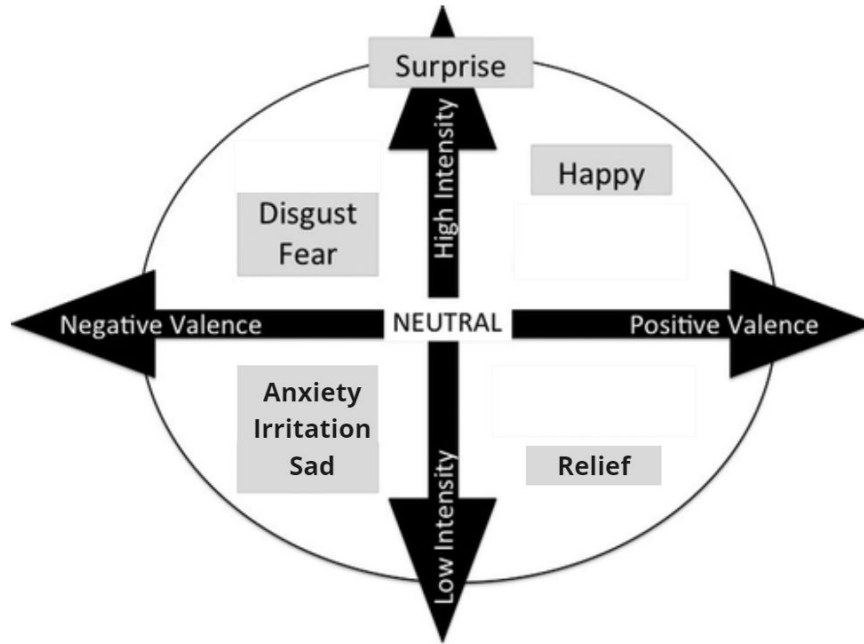 Surprise
High Intensity
Happy
Disgust
Fear
Negative Valence
NEUTRAL
Positive Valence
Anxiety
Irritation
Sad
Relief
Low Intensity